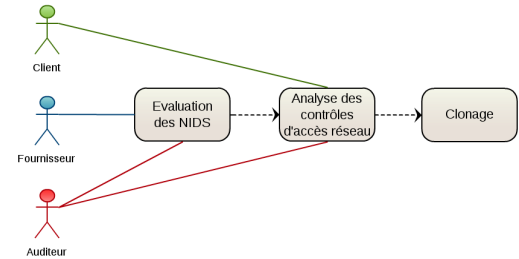 Client
Fournisseur
Auditeur
Evaluation
des NIDS
Analyse des
contrôles
d'accès réseau
Clonage